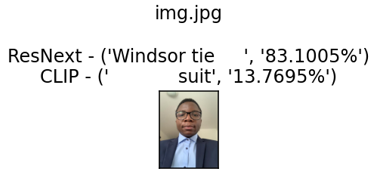 img.jpg
ResNext - ('Windsor tie     ', '83.1005%')
CLIP - ('            suit', '13.7695%')